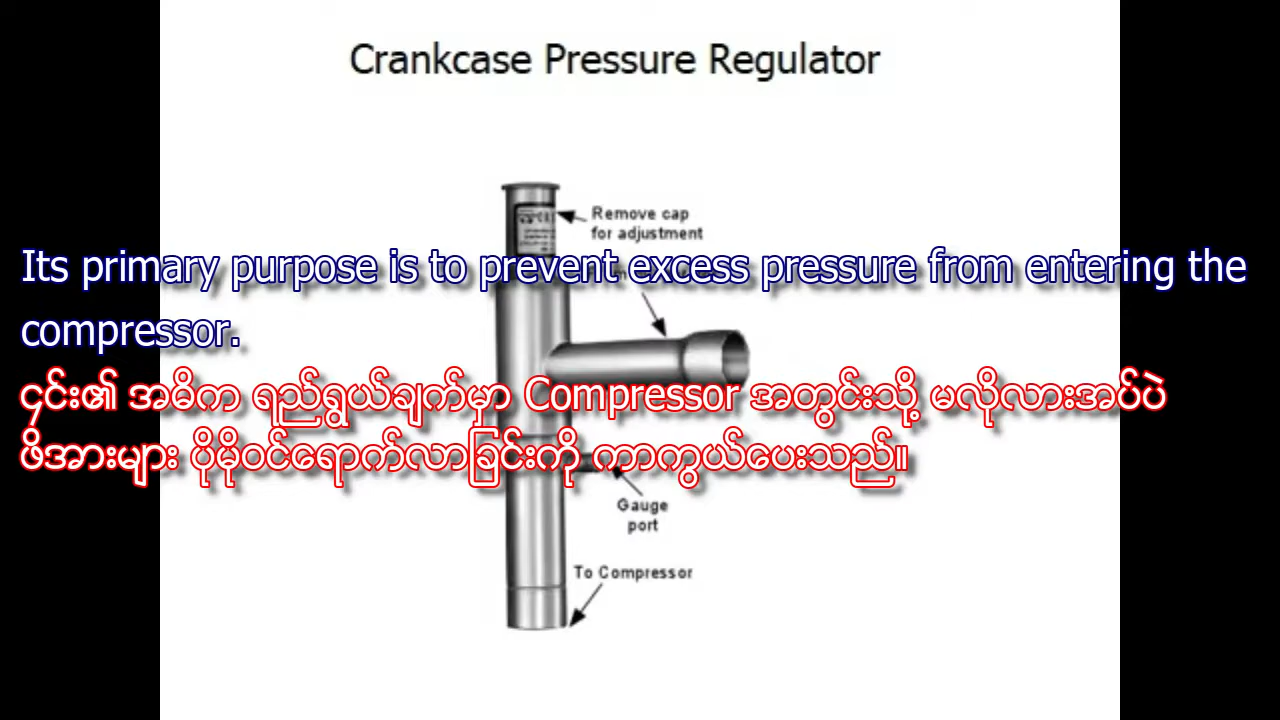 Crankcase Pressure Regulator
Remove cap
for adjustment
Its primary purpose is to prevent excess pressure from entering the
compressor.
၄င်း၏ အဓိက ရည်ရွယ်ချက်မှာ Compressor အတွင်းသို့ မလိုလားအပ်ပဲ
ဖိအားများ ပိုမိုဝင်ရောက်လာခြင်းကို ကာကွယ်ပေးသည်။
Gauge
port
To Compressor